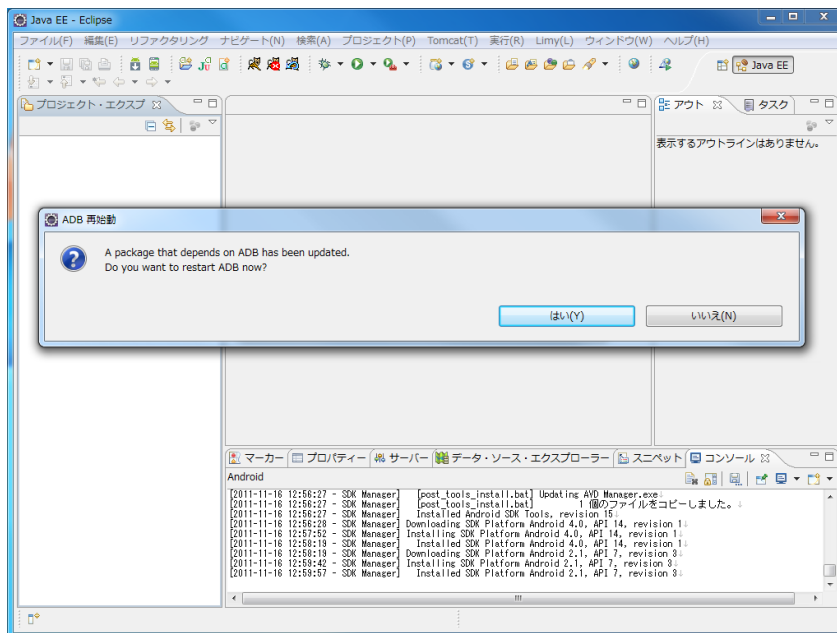 Java EE - Eclipse
ファイル(F) 編集(E) リファクタリング ナビゲート(N) 検索(A) プロジェクト(P) Tomcat(T) 実行(R) Limy(L) ウィンドウ(W) ヘルプ(H)
Java EE
プロジェクト・エクスプ
アウト タスク
表示するアウトラインはありません。
ADB 再始動
A package that depends on ADB has been updated.
Do you want to restart ADB now?
はい(Y) いいえ(N)
マーカー プロパティー サーバー データ・ソース・エクスプローラー スニペット コンソール
Android
[2011-11-16 12:56:27 - SDK Manager] [post_tools_install.bat] Updating AVD Manager.exe↓
[2011-11-16 12:56:27 - SDK Manager] [post_tools_install.bat] 1 個のファイルをコピーしました。↓
[2011-11-16 12:56:27 - SDK Manager] Installed Android SDK Tools, revision 15↓
[2011-11-16 12:56:28 - SDK Manager] Downloading SDK Platform Android 4.0, API 14, revision 1↓
[2011-11-16 12:57:52 - SDK Manager] Installing SDK Platform Android 4.0, API 14, revision 1↓
[2011-11-16 12:58:19 - SDK Manager] Installed SDK Platform Android 4.0, API 14, revision 1↓
[2011-11-16 12:58:19 - SDK Manager] Downloading SDK Platform Android 2.1, API 7, revision 3↓
[2011-11-16 12:59:42 - SDK Manager] Installing SDK Platform Android 2.1, API 7, revision 3↓
[2011-11-16 12:59:57 - SDK Manager] Installed SDK Platform Android 2.1, API 7, revision 3↓